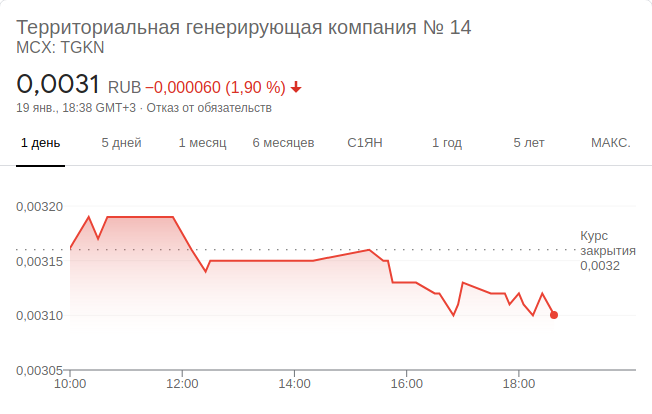 Территориальная генерирующая компания № 14
MCX: TGKN
0,0031 RUB −0,000060 (1,90 %)
19 янв., 18:38 GMT+3 · Отказ от обязательств
1 день 5 дней 1 месяц 6 месяцев С1ЯН 1 год 5 лет МАКС.
0,00320
Курс
закрытия
0,0032
0,00315
0,00310
0,00305
10:00 12:00 14:00 16:00 18:00